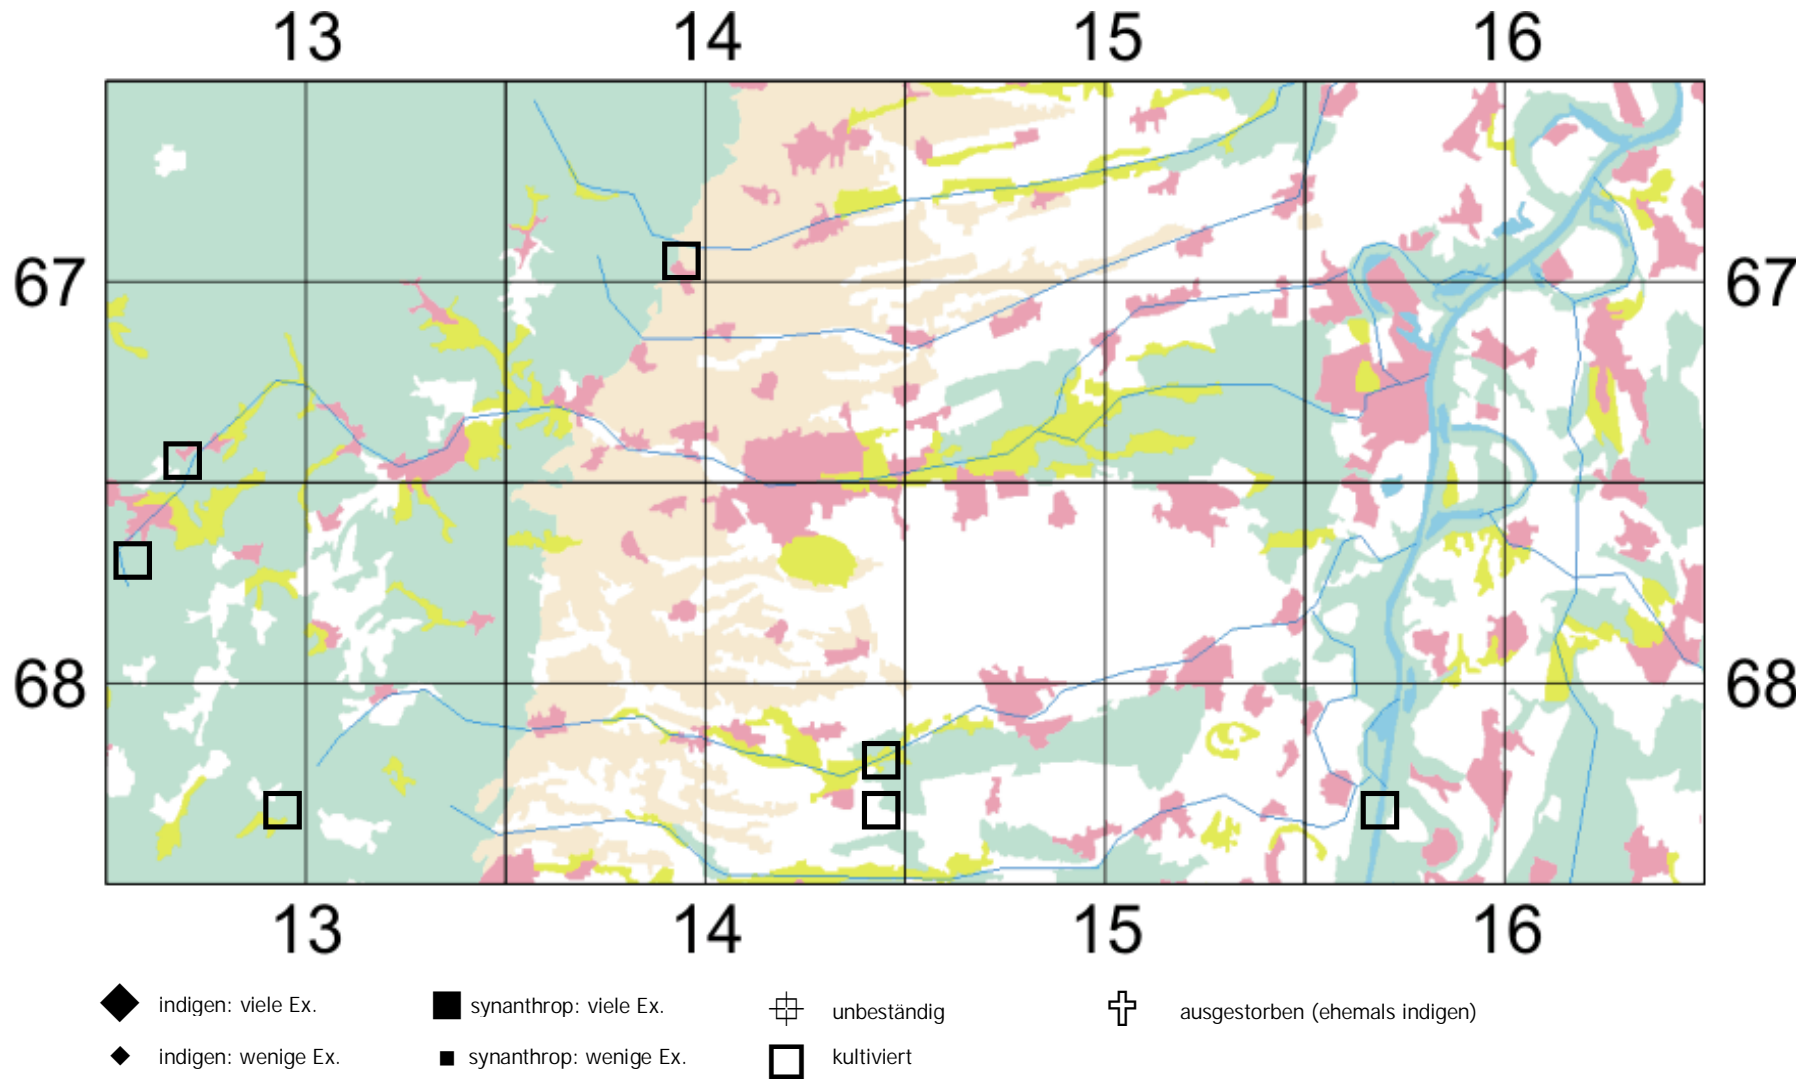 13 14 15 16
67 67
68 68
13 14 15 16
indigen: viele Ex. synanthrop: viele Ex. unbeständig ausgestorben (ehemals indigen)
indigen: wenige Ex. synanthrop: wenige Ex. kultiviert